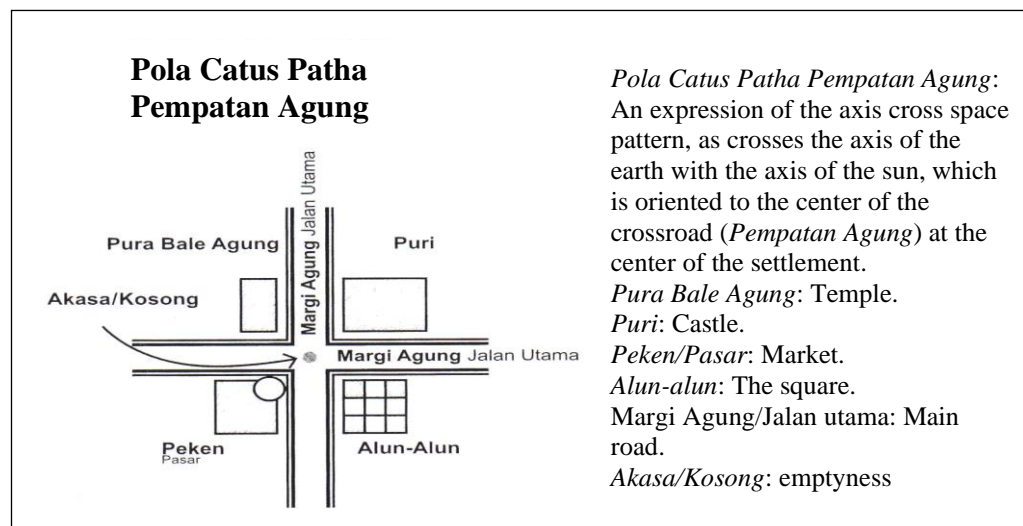 Pola Catus Patha
Pempatan Agung
Margi Agung Jalan Utama
Pura Bale Agung
Puri
Akasa/Kosong
Margi Agung Jalan Utama
Peken
Pasar
Alun-Alun
Pola Catus Patha Pempatan Agung:
An expression of the axis cross space
pattern, as crosses the axis of the
earth with the axis of the sun, which
is oriented to the center of the
crossroad (Pempatan Agung) at the
center of the settlement.
Pura Bale Agung: Temple.
Puri: Castle.
Peken/Pasar: Market.
Alun-alun: The square.
Margi Agung/Jalan utama: Main
road.
Akasa/Kosong: emptyness